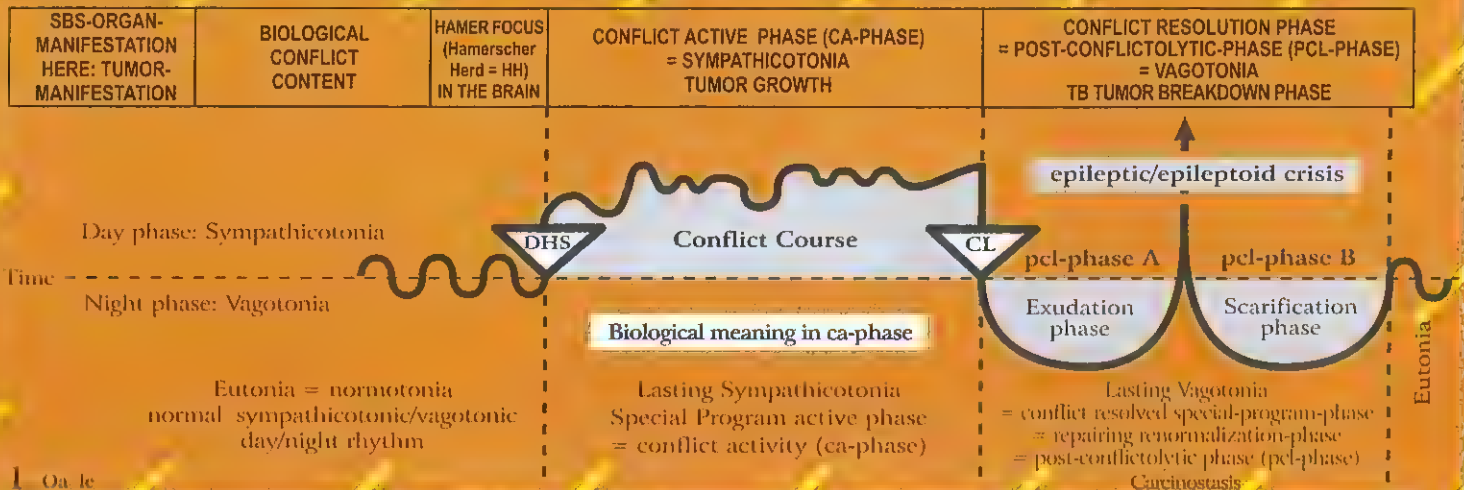 SBS-ORGAN-
MANIFESTATION
HERE: TUMOR-
MANIFESTATION
BIOLOGICAL
CONFLICT
CONTENT
HAMER FOCUS
(Hamerscher
Herd = HH)
IN THE BRAIN
CONFLICT ACTIVE PHASE (CA-PHASE)
= SYMPATHICOTONIA
TUMOR GROWTH
CONFLICT RESOLUTION PHASE
= POST-CONFLICTOLYTIC-PHASE (PCL-PHASE)
= VAGOTONIA
TB TUMOR BREAKDOWN PHASE
epileptic/epileptoid crisis
Day phase: Sympathicotonia
DHS
Conflict Course
CL
pcl-phase A
pcl-phase B
Time
Night phase: Vagotonia
Exudation
phase
Scarification
phase
Biological meaning in ca-phase
Eutonia
Eutonia = normotonia
normal sympathicotonic/vagotonic
day/night rhythm
Lasting Sympathicotonia
Special Program active phase
= conflict activity (ca-phase)
Lasting Vagotonia
= conflict resolved special-program-phase
= repairing renormalization-phase
= post-conflictolytic phase (pcl-phase)
Carcinostasis